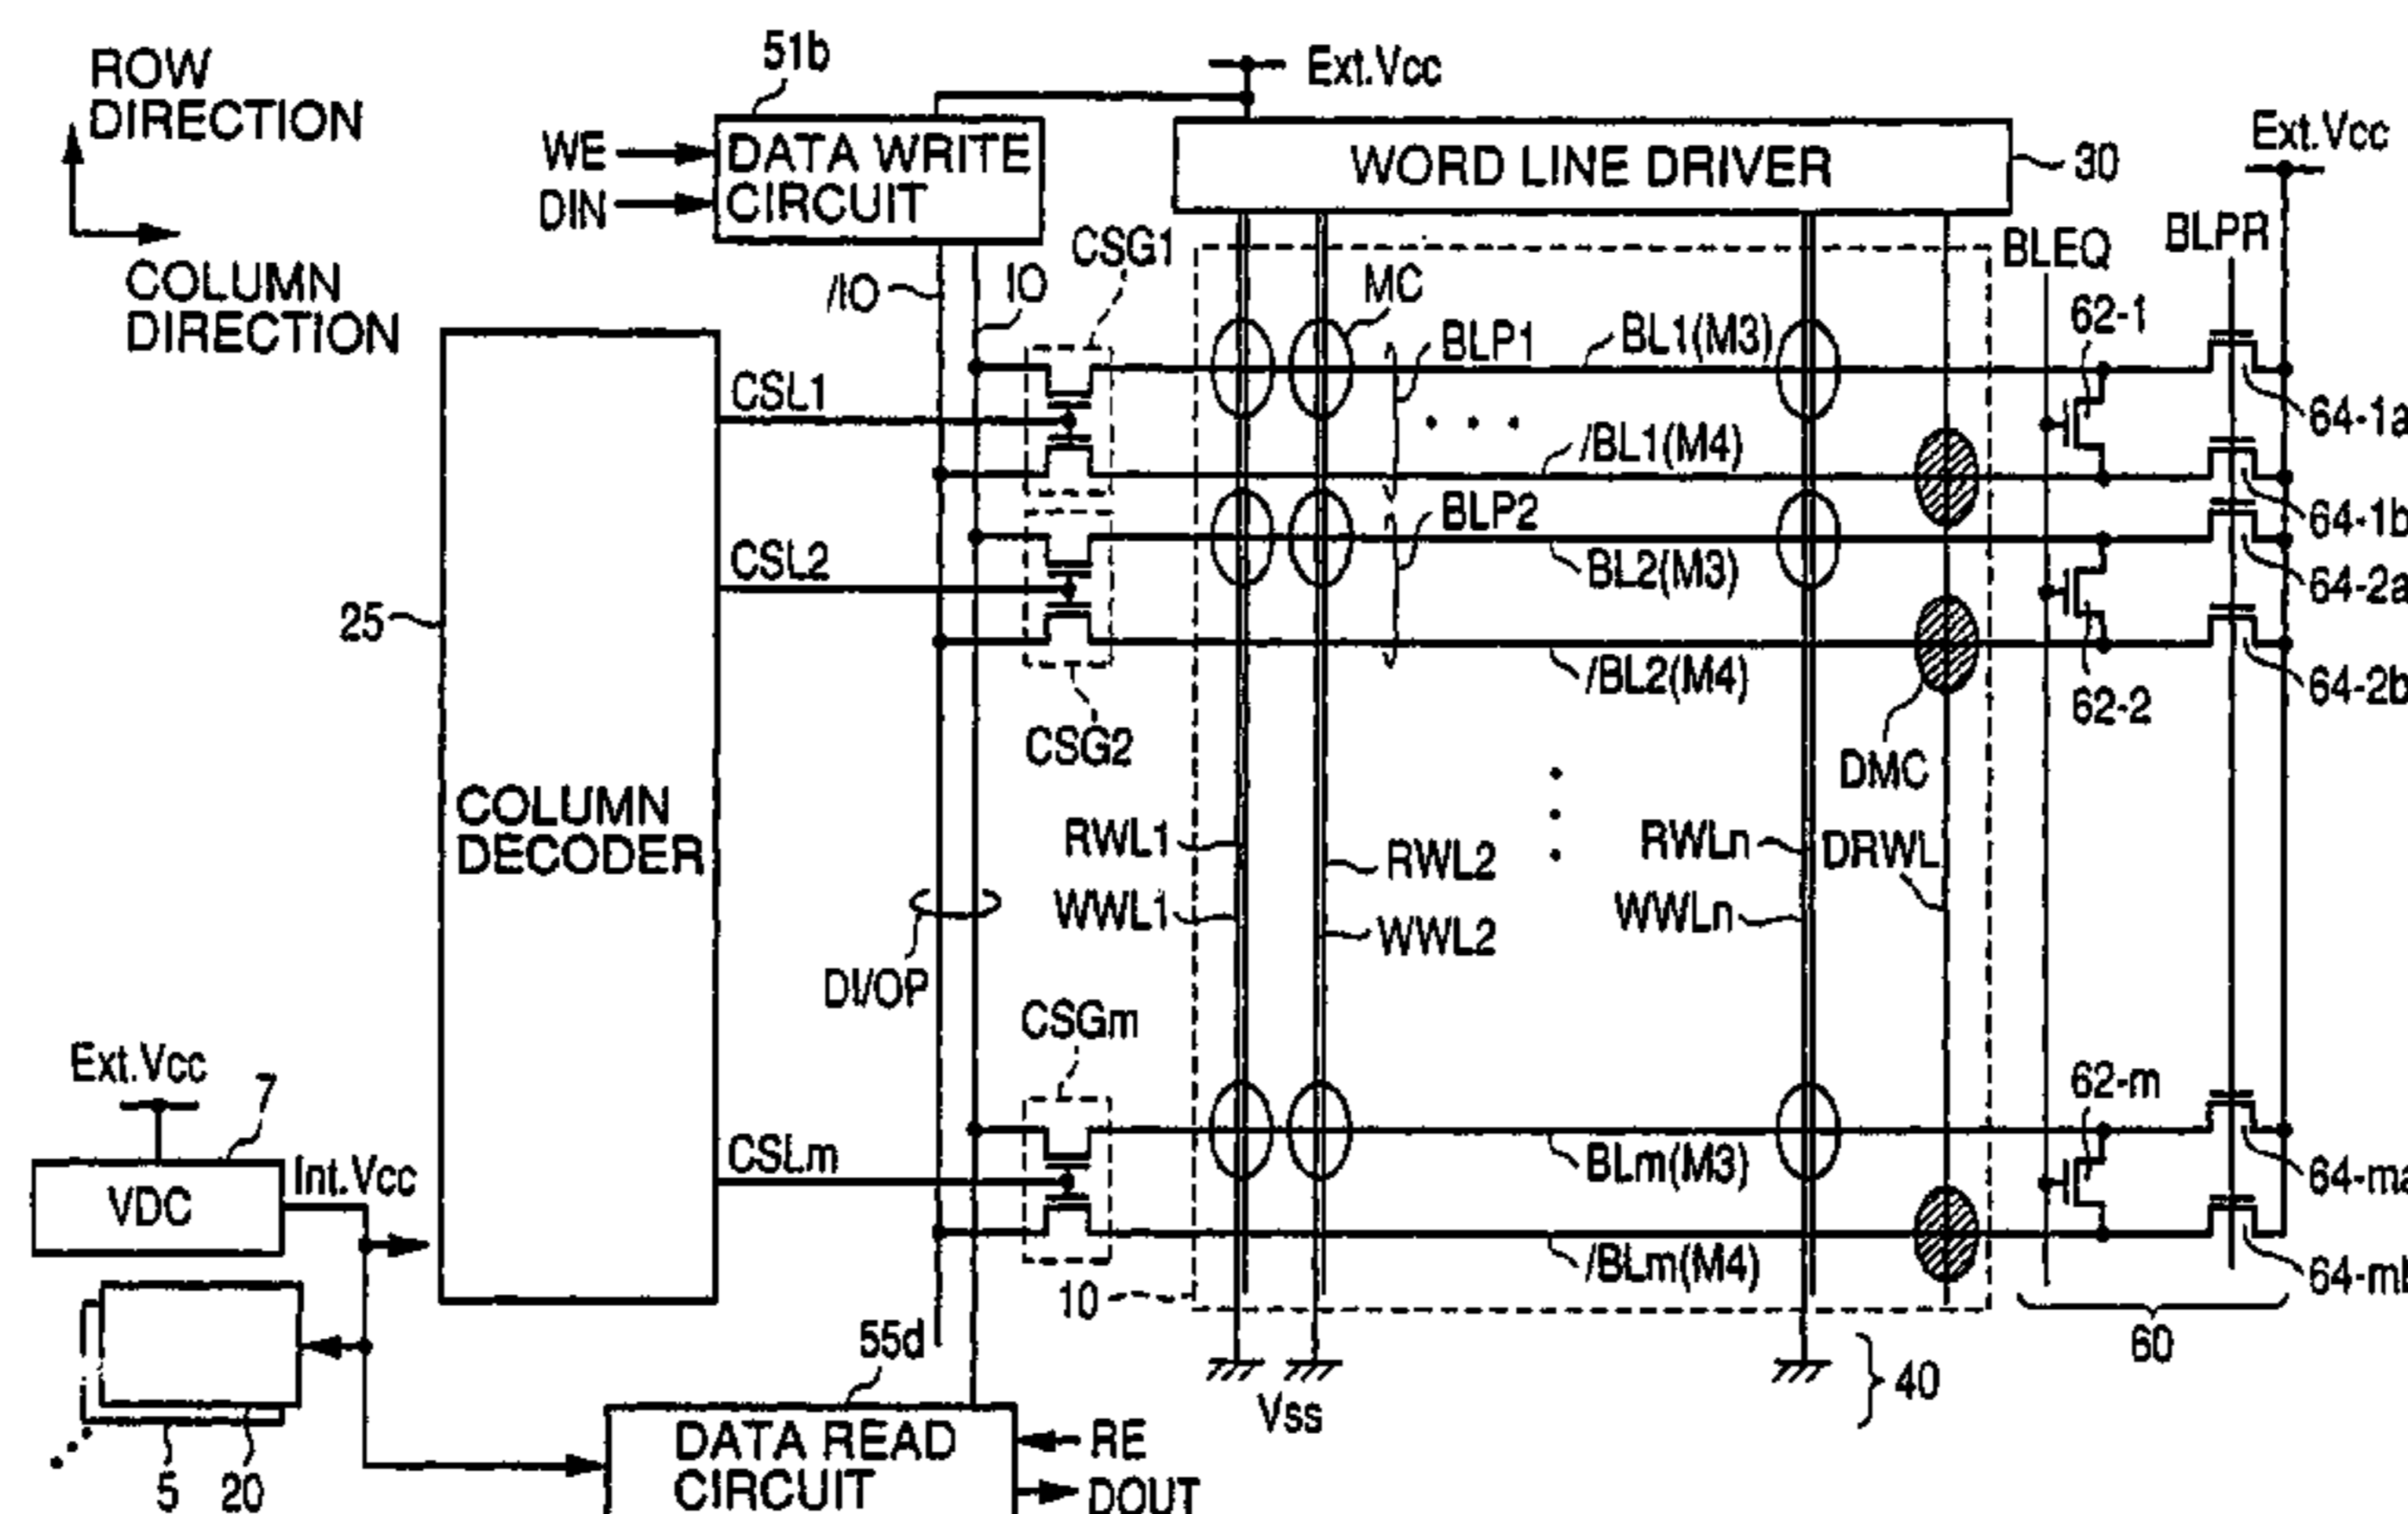 ROW
DIRECTION
COLUMN
DIRECTION
51b
WE
DIN
DATA WRITE
CIRCUIT
Ext.Vcc
WORD LINE DRIVER
30
Ext.Vcc
/IO
IO
CSG1
MC
BLP1
BL1(M3)
BLEQ
BLPR
62-1
64-1a
CSL1
/BL1(M4)
64-1b
BLP2
CSL2
BL2(M3)
64-2a
25
/BL2(M4)
62-2
64-2b
CSG2
DMC
COLUMN
DECODER
RWL1
RWL2
RWLn
DRWL
WWL1
WWL2
WWLn
DI/OP
CSGm
62-m
Ext.Vcc
7
VDC
Int.Vcc
CSLm
BLm(M3)
64-ma
/BLm(M4)
64-mb
10
60
55d
Vss
40
5
20
DATA READ
CIRCUIT
RE
DOUT